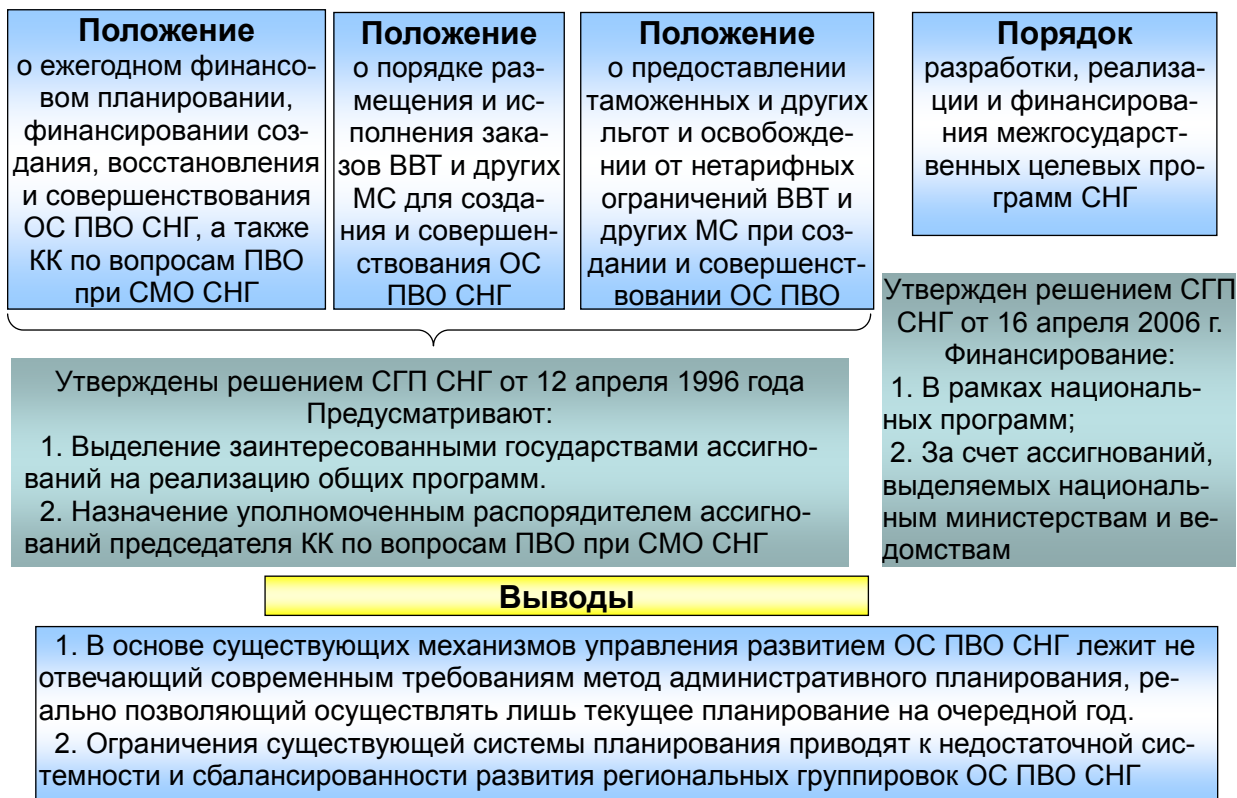 Положение
о ежегодном финансо-
вом планировании,
финансировании соз-
дания, восстановления
и совершенствования
ОС ПВО СНГ, а также
КК по вопросам ПВО
при СМО СНГ
Положение
о порядке раз-
мещения и ис-
полнения зака-
зов ВВТ и других
МС для созда-
ния и совершен-
ствования ОС
ПВО СНГ
Положение
о предоставлении
таможенных и других
льгот и освобожде-
нии от нетарифных
ограничений ВВТ и
других МС при соз-
дании и совершенст-
вовании ОС ПВО
Порядок
разработки, реализа-
ции и финансирова-
ния межгосударст-
венных целевых про-
грамм СНГ
Утверждены решением СГП СНГ от 12 апреля 1996 года
Предусматривают:
1. Выделение заинтересованными государствами ассигно-
ваний на реализацию общих программ.
2. Назначение уполномоченным распорядителем ассигно-
ваний председателя КК по вопросам ПВО при СМО СНГ
Утвержден решением СГП
СНГ от 16 апреля 2006 г.
Финансирование:
1. В рамках националь-
ных программ;
2. За счет ассигнований,
выделяемых националь-
ным министерствам и ве-
домствам
Выводы
1. В основе существующих механизмов управления развитием ОС ПВО СНГ лежит не
отвечающий современным требованиям метод административного планирования, ре-
ально позволяющий осуществлять лишь текущее планирование на очередной год.
2. Ограничения существующей системы планирования приводят к недостаточной сис-
темности и сбалансированности развития региональных группировок ОС ПВО СНГ